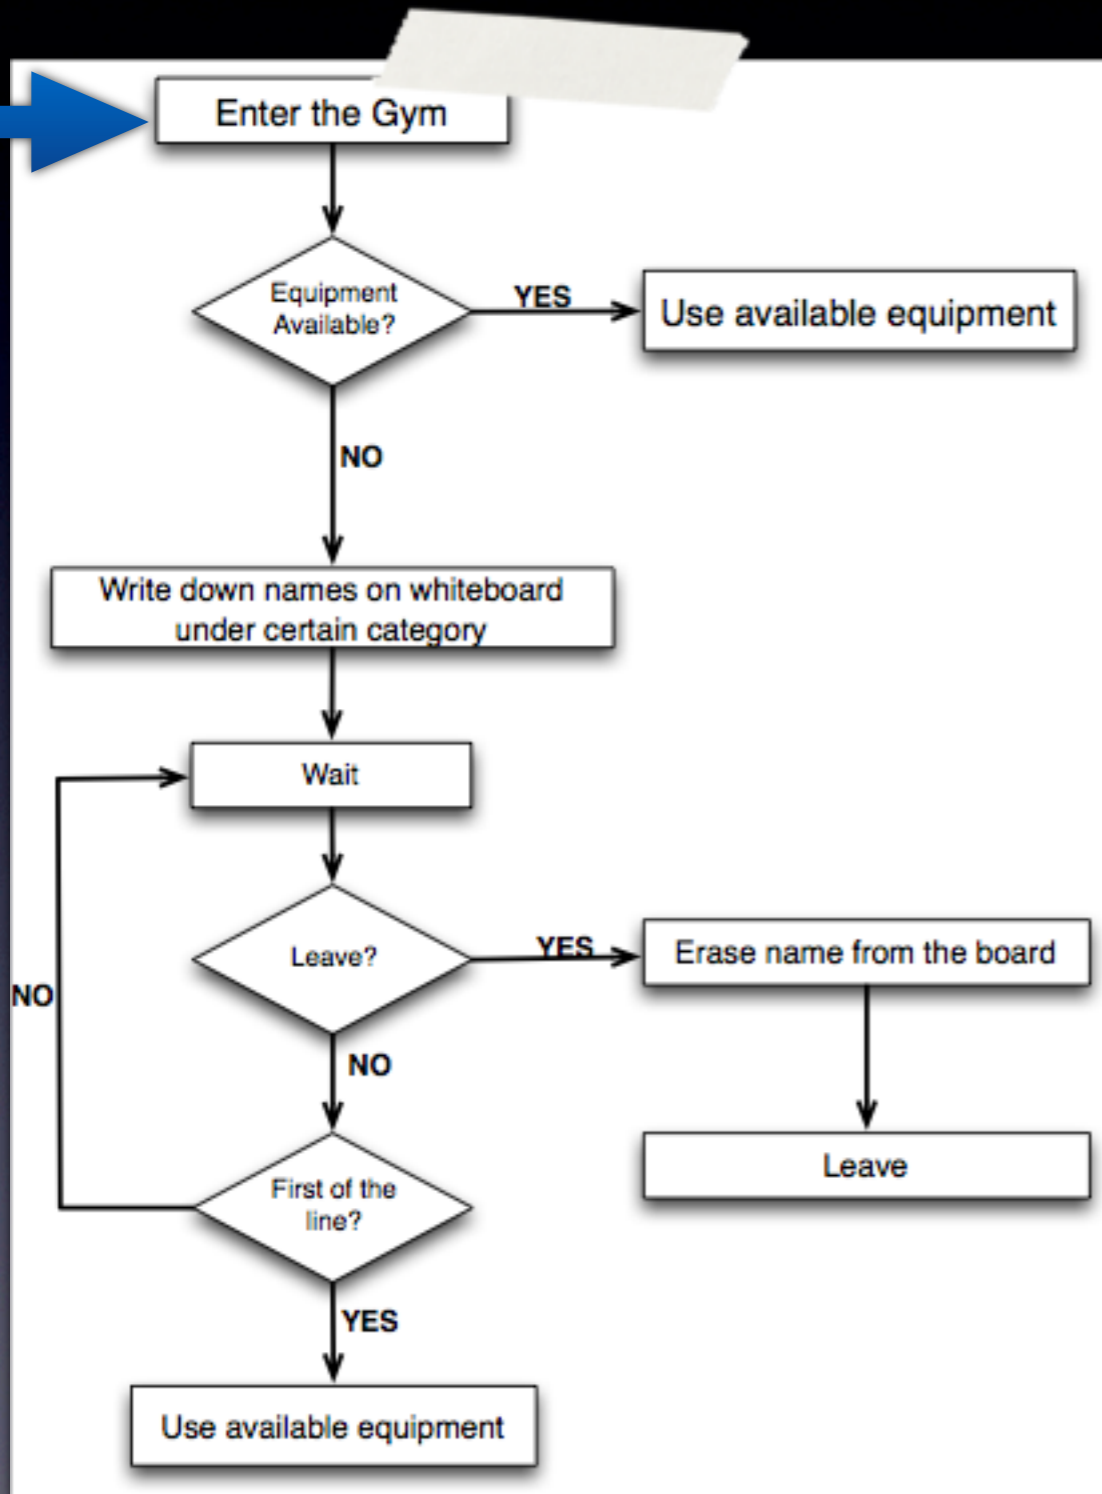 Enter the Gym
Equipment
Available?
YES
Use available equipment
NO
Write down names on whiteboard
under certain category
Wait
Leave?
YES
Erase name from the board
NO
NO
Leave
First of the
line?
YES
Use available equipment